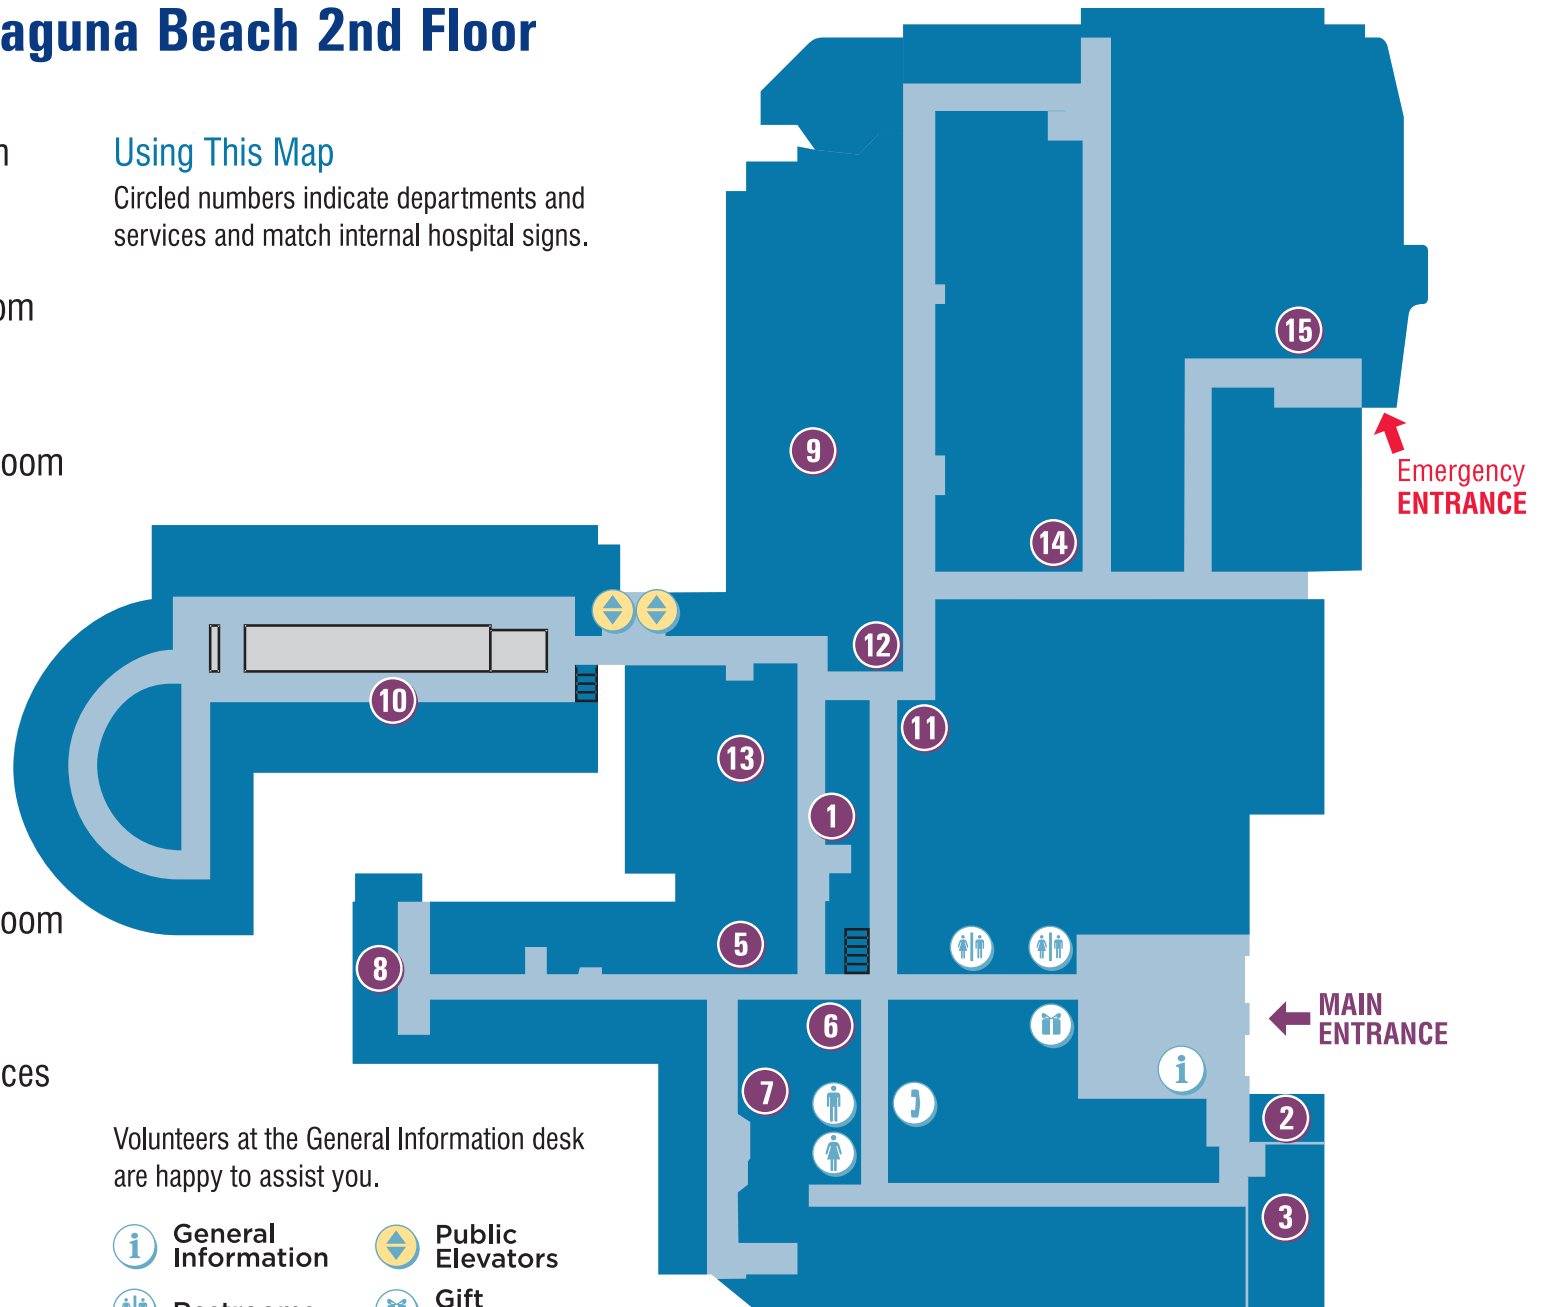 aguna Beach 2nd Floor
Using This Map
Circled numbers indicate departments and
services and match internal hospital signs.
om
oom
oom
ces
15
9
Emergency
ENTRANCE
14
12
10
11
13
1
5
8
MAIN
ENTRANCE
6
i
7
2
3
Volunteers at the General Information desk
are happy to assist you.
i
General
Information
Public
Elevators
Gift